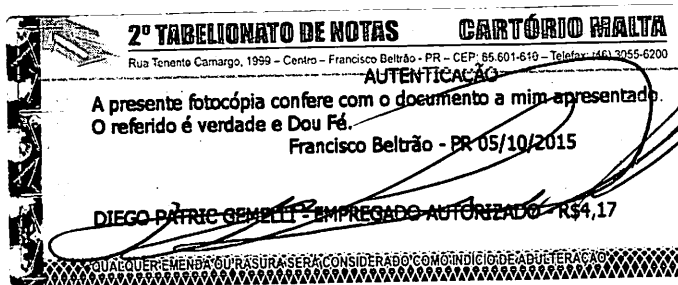 2º TABELIONATO DE NOTAS CARTÓRIO MALTA
Rua Tenente Camargo, 1999 – Centro – Francisco Beltrão - PR – CEP: 85.601-610 – Telefax: (46) 3055-6200
AUTENTICAÇÃO
A presente fotocópia confere com o documento a mim apresentado.
O referido é verdade e Dou Fé.
Francisco Beltrão - PR 05/10/2015
DIEGO PATRIC GEMELLI - EMPREGADO AUTORIZADO - R$4,17
QUALQUER EMENDA OU RASURA SERÁ CONSIDERADO COMO INDÍCIO DE ADULTERAÇÃO